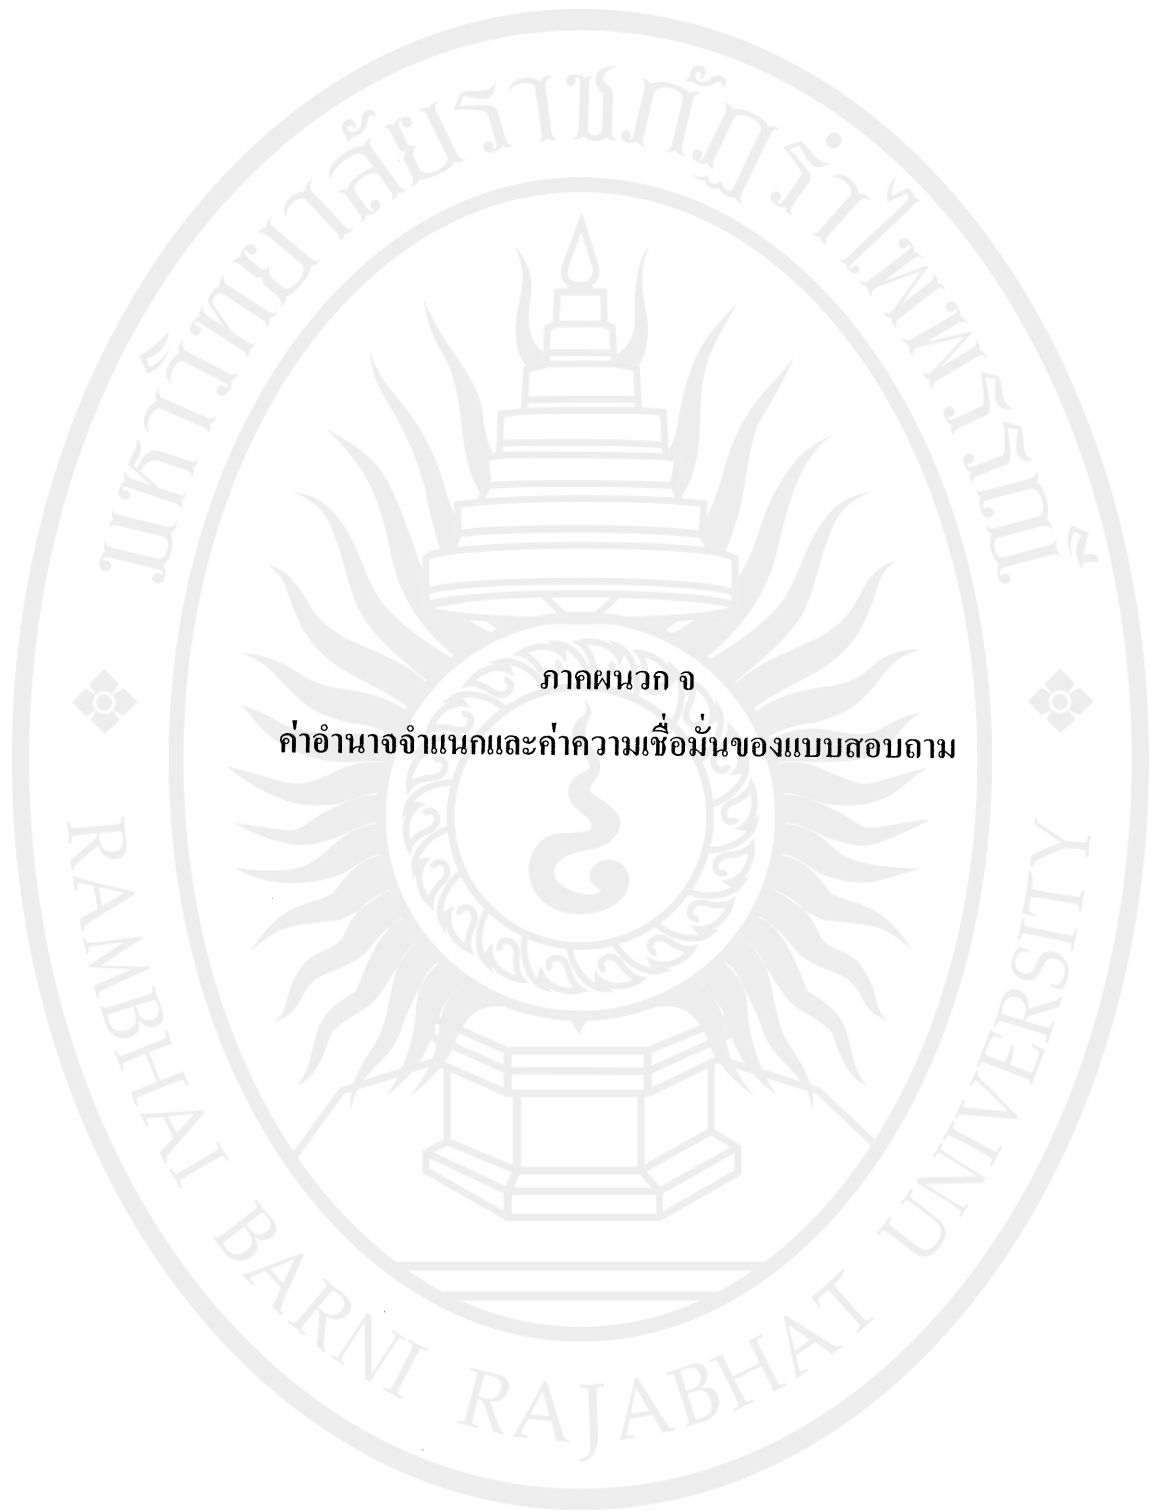 มหาวิทยาลัยราชภัฏรำไพพรรณี
ภาคผนวก จ
ค่าอำนาจจำแนกและค่าความเชื่อมั่นของแบบสอบถาม
RAMBHAI BARNI RAJABHAT UNIVERSITY